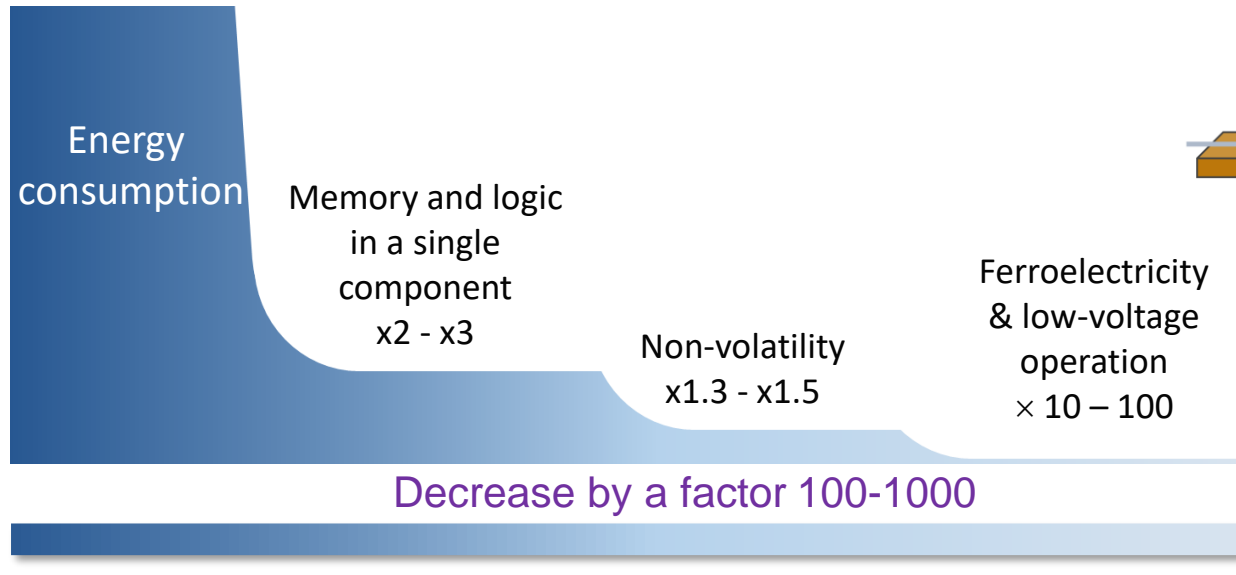 Energy
consumption
Memory and logic
in a single
component
x2 - x3
Non-volatility
x1.3 - x1.5
Ferroelectricity
& low-voltage
operation
× 10 – 100
Decrease by a factor 100-1000